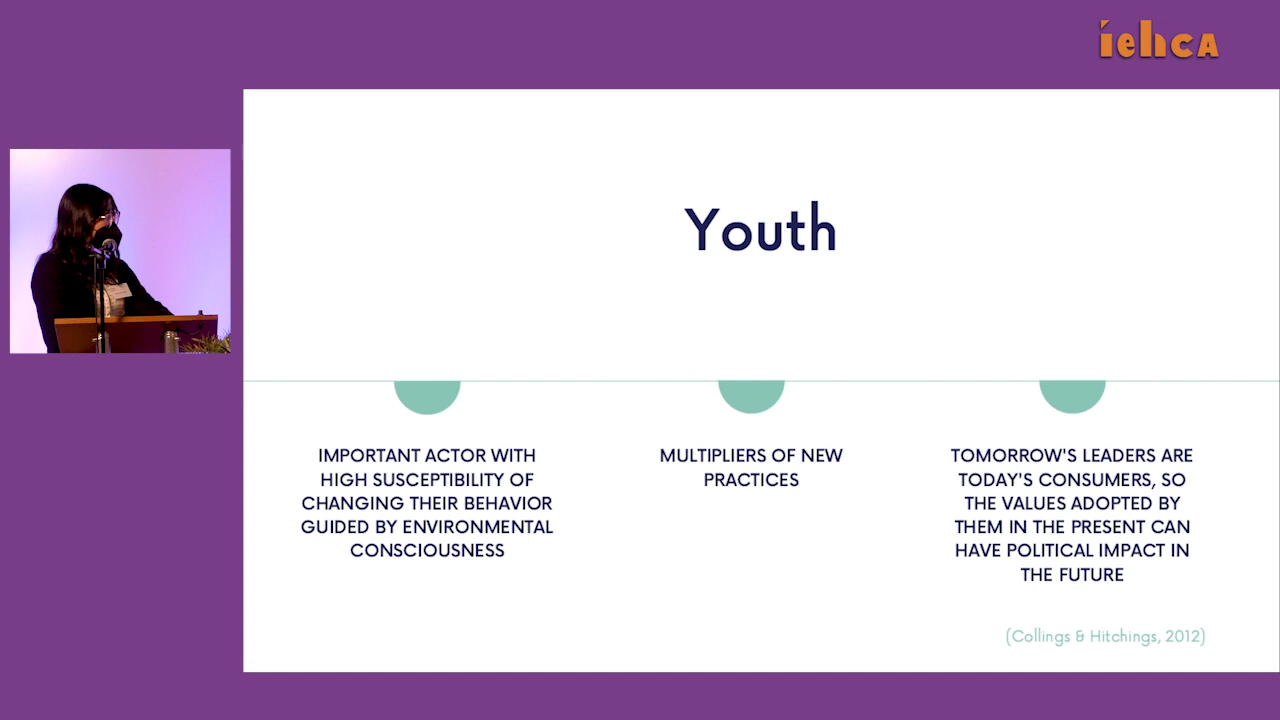 iehca
Youth
IMPORTANT ACTOR WITH
HIGH SUSCEPTIBILITY OF
CHANGING THEIR BEHAVIOR
GUIDED BY ENVIRONMENTAL
CONSCIOUSNESS
MULTIPLIERS OF NEW
PRACTICES
TOMORROW'S LEADERS ARE
TODAY'S CONSUMERS, SO
THE VALUES ADOPTED BY
THEM IN THE PRESENT CAN
HAVE POLITICAL IMPACT IN
THE FUTURE
(Collings & Hitchings, 2012)